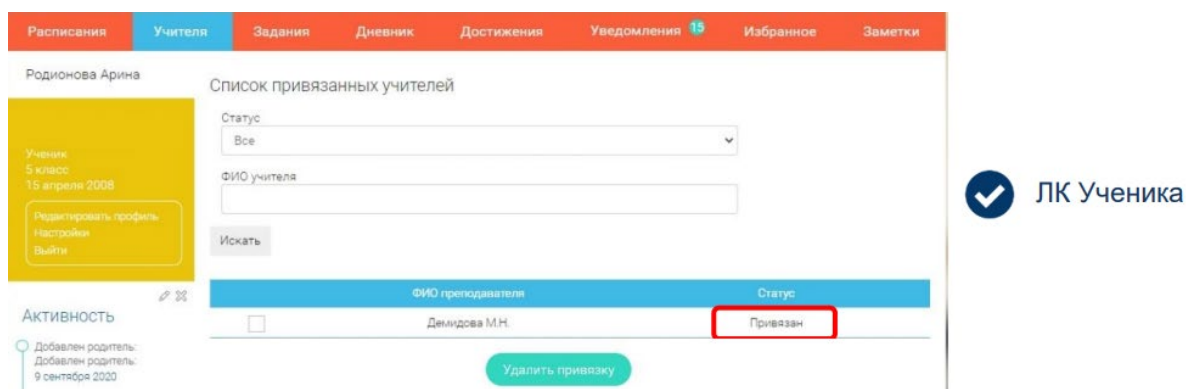 Расписания Учителя Задания Дневник Достижения Уведомления 15 Избранное Заметки
Родионова Арина
Ученик
5 класс
15 апреля 2008
Редактировать профиль
Настройки
Выйти
Активность
Добавлен родитель:
Добавлен родитель:
9 сентября 2020
Список привязанных учителей
Статус
Все
ФИО учителя
Искать
ФИО преподавателя Статус
Демидова М.Н. Привязан
Удалить привязку
ЛК Ученика